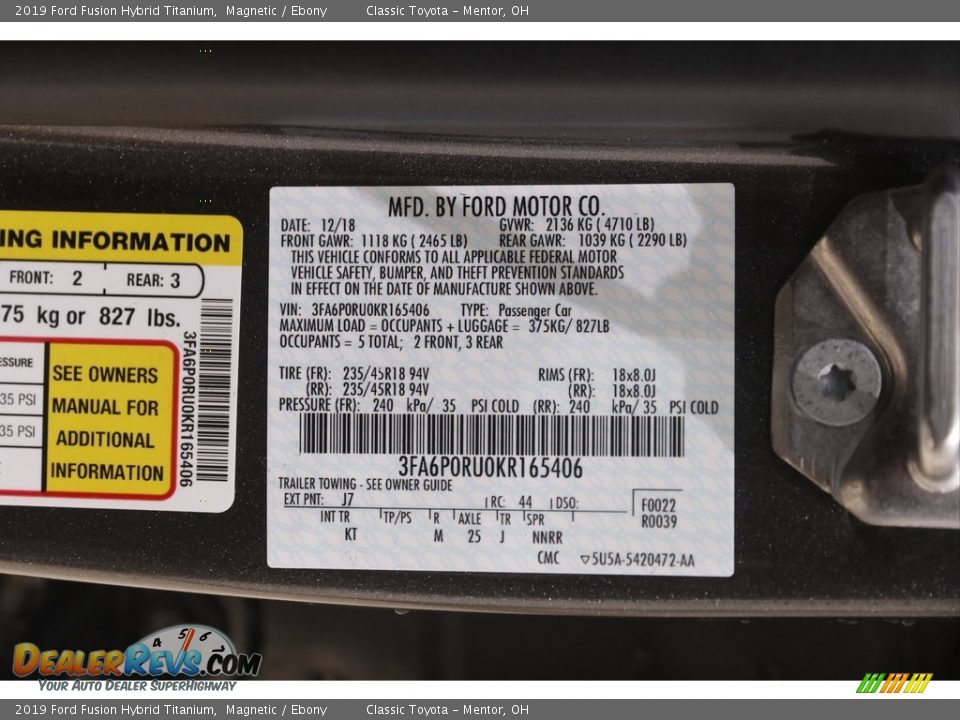 2019 Ford Fusion Hybrid Titanium, Magnetic / Ebony Classic Toyota - Mentor, OH
ING INFORMATION
FRONT: 2 REAR: 3
75 kg or 827 lbs.
ESSURE
35 PSI
35 PSI
SEE OWNERS
MANUAL FOR
ADDITIONAL
INFORMATION
3FA6P0RU0KR165406
MFD. BY FORD MOTOR CO.
DATE: 12/18 GVWR: 2136 KG ( 4710 LB)
FRONT GAWR: 1118 KG ( 2465 LB) REAR GAWR: 1039 KG ( 2290 LB)
THIS VEHICLE CONFORMS TO ALL APPLICABLE FEDERAL MOTOR
VEHICLE SAFETY, BUMPER, AND THEFT PREVENTION STANDARDS
IN EFFECT ON THE DATE OF MANUFACTURE SHOWN ABOVE.
VIN: 3FA6P0RU0KR165406 TYPE: Passenger Car
MAXIMUM LOAD = OCCUPANTS + LUGGAGE = 375KG/ 827LB
OCCUPANTS = 5 TOTAL; 2 FRONT, 3 REAR
TIRE (FR): 235/45R18 94V RIMS (FR): 18x8.0J
(RR): 235/45R18 94V (RR): 18x8.0J
PRESSURE (FR): 240 kPa/ 35 PSI COLD (RR): 240 kPa/ 35 PSI COLD
3FA6P0RU0KR165406
TRAILER TOWING - SEE OWNER GUIDE
EXT PNT: J7 RC: 44 DSO: F0022
R0039
INT TR TP/PS R AXLE TR SPR
KT M 25 J NNRR
CMC ▽5U5A-5420472-AA
4 5 6
DEALERREVS.COM
YOUR AUTO DEALER SUPERHIGHWAY
2019 Ford Fusion Hybrid Titanium, Magnetic / Ebony Classic Toyota - Mentor, OH